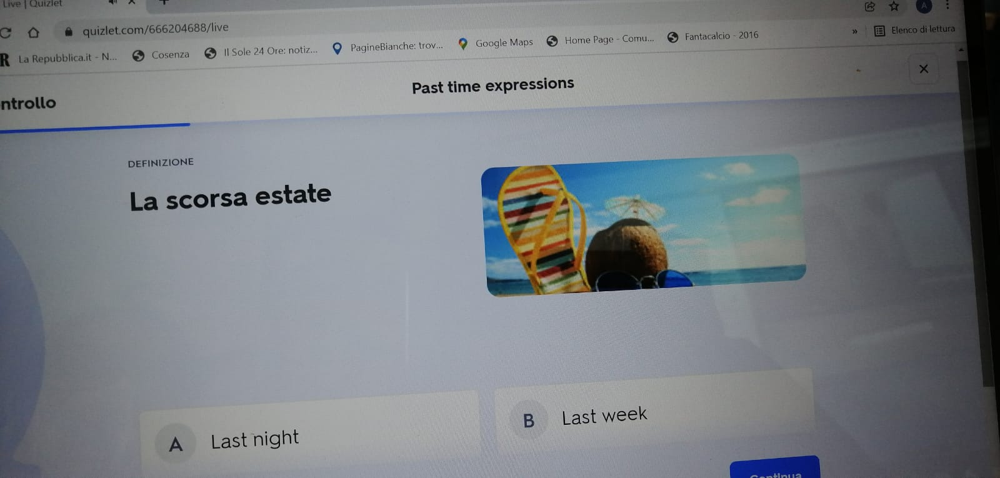 Live | Quizlet
quizlet.com/666204688/live
La Repubblica.it - N...
Cosenza
Il Sole 24 Ore: notiz...
PagineBianche: trov...
Google Maps
Home Page - Comu...
Fantacalcio - 2016
»
Elenco di lettura
ntrollo
Past time expressions
DEFINIZIONE
La scorsa estate
A Last night
B Last week
Continua